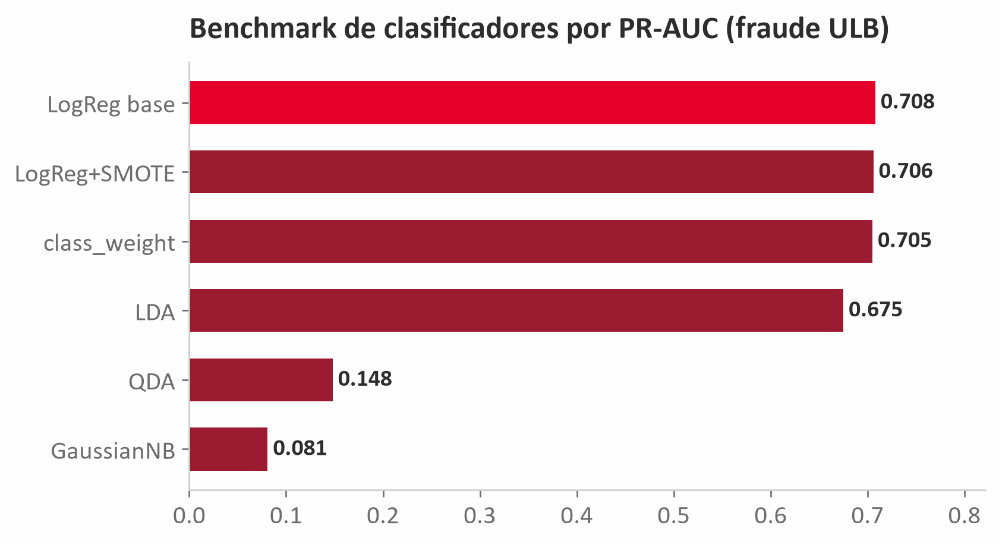 Benchmark de clasificadores por PR-AUC (fraude ULB)
LogReg base 0.708
LogReg+SMOTE 0.706
class_weight 0.705
LDA 0.675
QDA 0.148
GaussianNB 0.081
0.0 0.1 0.2 0.3 0.4 0.5 0.6 0.7 0.8